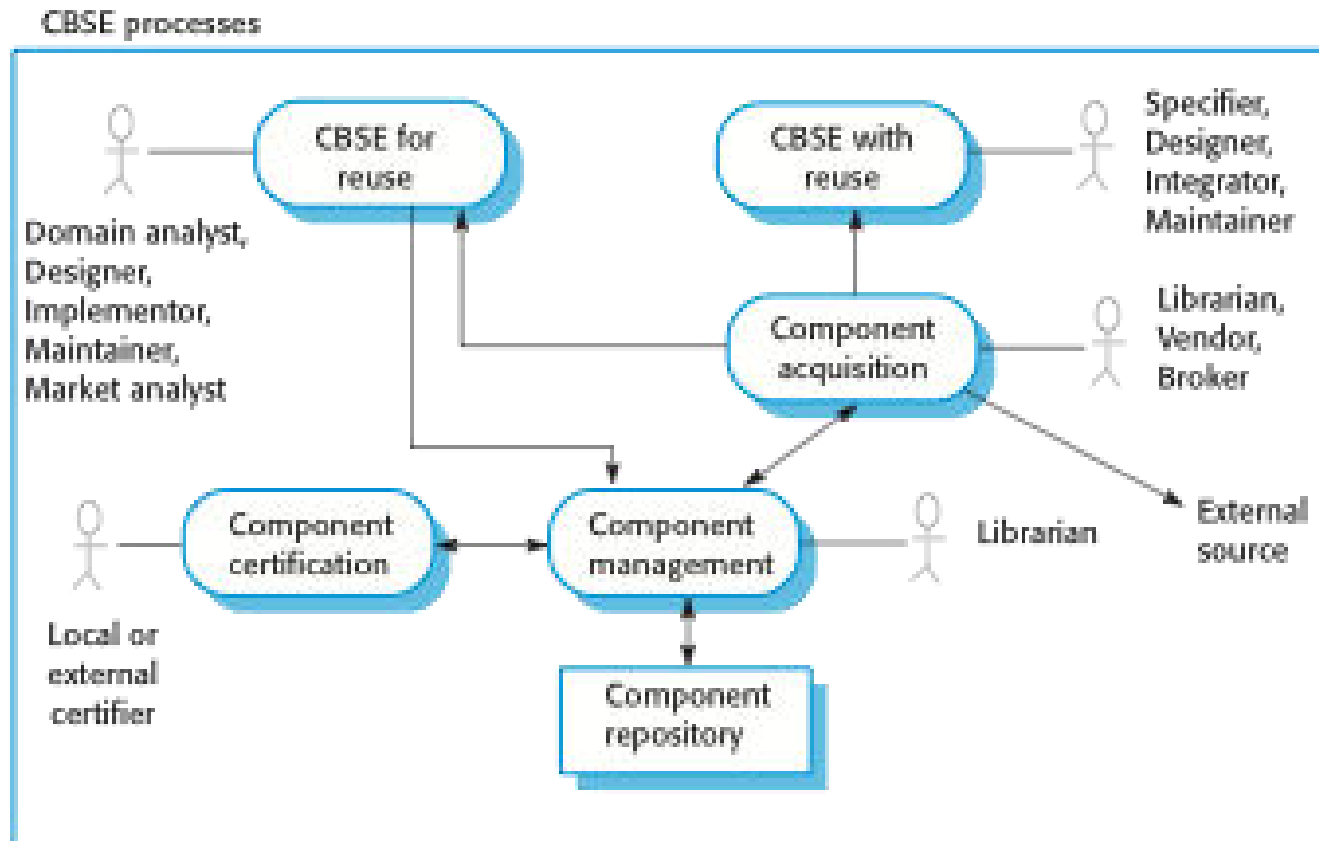 CBSE processes
CBSE for
reuse
CBSE with
reuse
Specifier,
Designer,
Integrator,
Maintainer
Domain analyst,
Designer,
Implementor,
Maintainer,
Market analyst
Component
acquisition
Librarian,
Vendor,
Broker
Component
certification
Component
management
Librarian
External
source
Local or
external
certifier
Component
repository